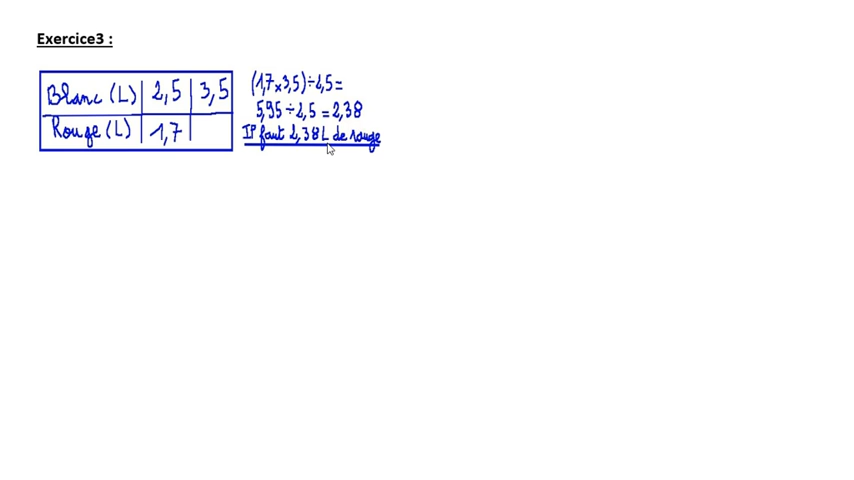 Exercice3 :
Blanc (L) 2,5 3,5
Rouge (L) 1,7
(1,7 x 3,5) ÷ 2,5 =
5,95 ÷ 2,5 = 2,38
Il faut 2,38 L de rouge